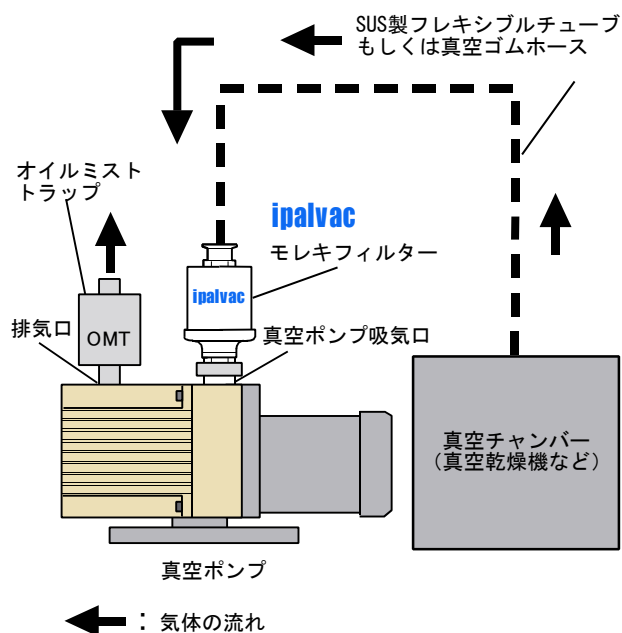 SUS製フレキシブルチューブ
もしくは真空ゴムホース
オイルミスト
トラップ
ipalvac
モレキフィルター
ipalvac
排気口
OMT
真空ポンプ吸気口
真空チャンバー
(真空乾燥機など)
真空ポンプ
：気体の流れ